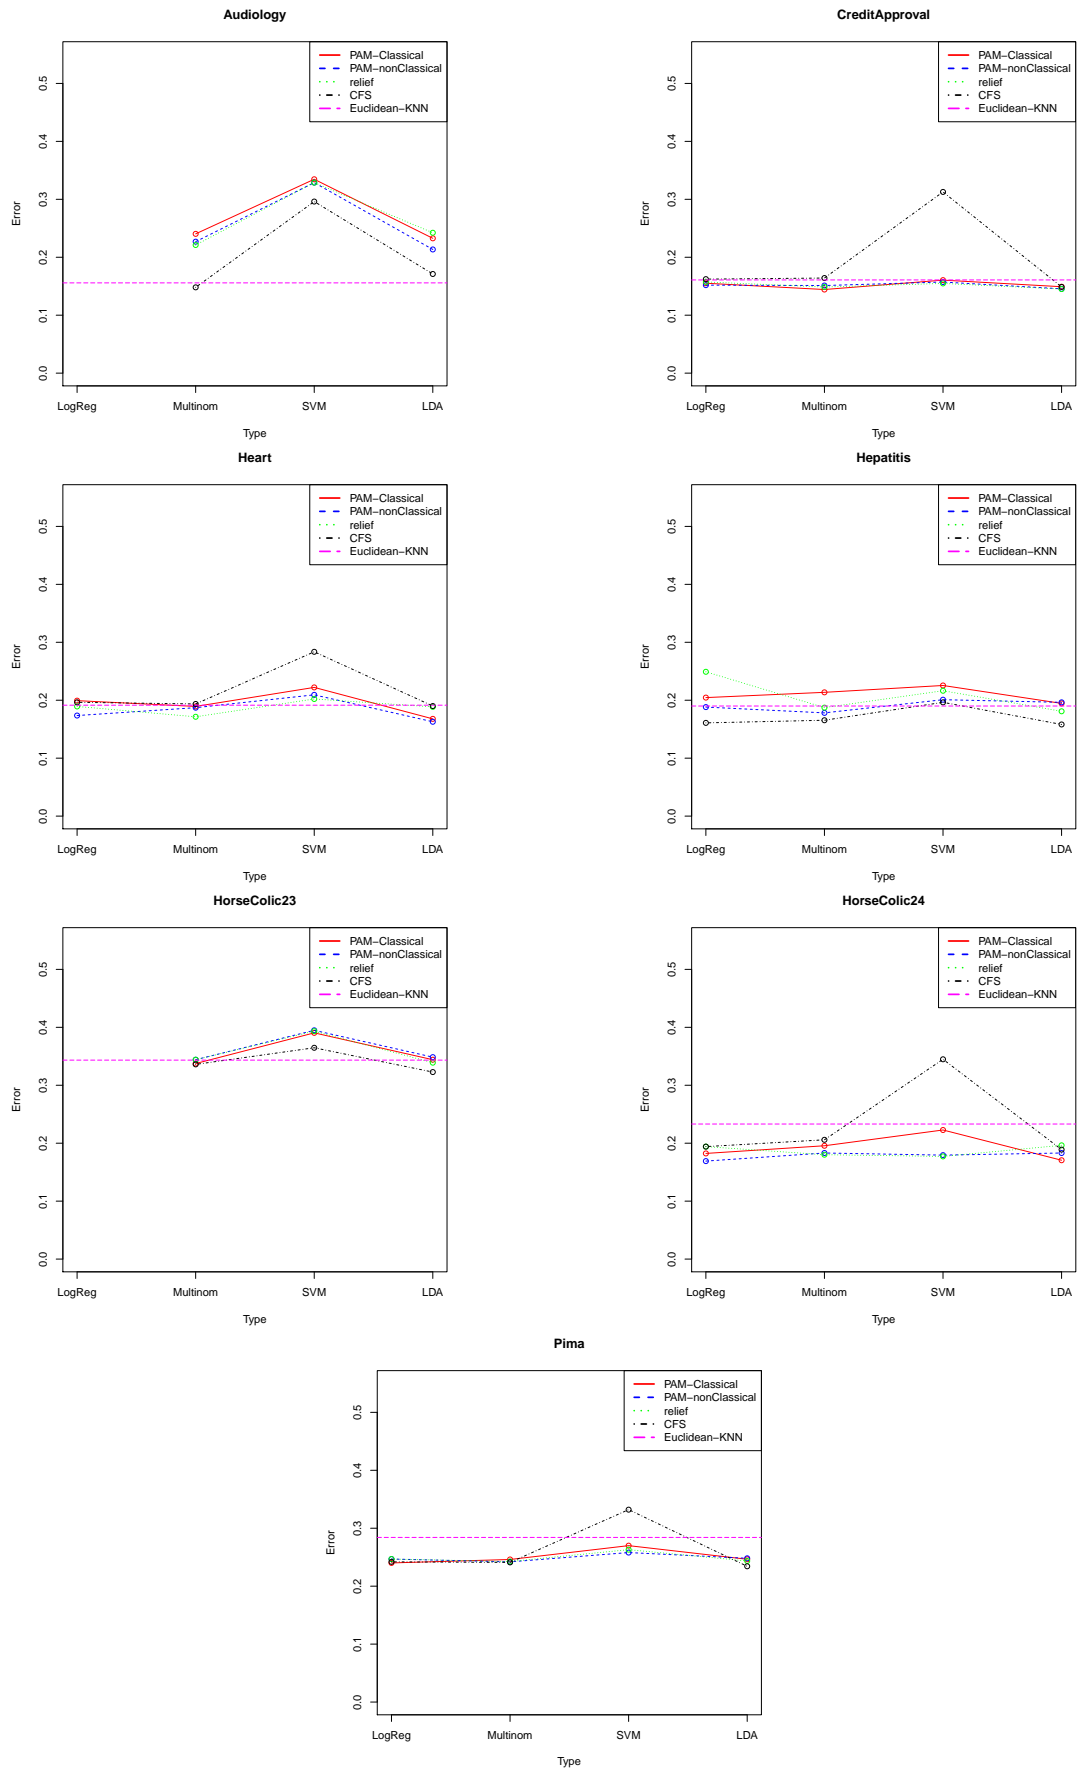 Audiology
PAM−Classical
PAM−nonClassical
relief
CFS
Euclidean−KNN
Error
0.5
0.4
0.3
0.2
0.1
0.0
LogReg Multinom SVM LDA
Type
CreditApproval
PAM−Classical
PAM−nonClassical
relief
CFS
Euclidean−KNN
Error
0.5
0.4
0.3
0.2
0.1
0.0
LogReg Multinom SVM LDA
Type
Heart
PAM−Classical
PAM−nonClassical
relief
CFS
Euclidean−KNN
Error
0.5
0.4
0.3
0.2
0.1
0.0
LogReg Multinom SVM LDA
Type
Hepatitis
PAM−Classical
PAM−nonClassical
relief
CFS
Euclidean−KNN
Error
0.5
0.4
0.3
0.2
0.1
0.0
LogReg Multinom SVM LDA
Type
HorseColic23
PAM−Classical
PAM−nonClassical
relief
CFS
Euclidean−KNN
Error
0.5
0.4
0.3
0.2
0.1
0.0
LogReg Multinom SVM LDA
Type
HorseColic24
PAM−Classical
PAM−nonClassical
relief
CFS
Euclidean−KNN
Error
0.5
0.4
0.3
0.2
0.1
0.0
LogReg Multinom SVM LDA
Type
Pima
PAM−Classical
PAM−nonClassical
relief
CFS
Euclidean−KNN
Error
0.5
0.4
0.3
0.2
0.1
0.0
LogReg Multinom SVM LDA
Type